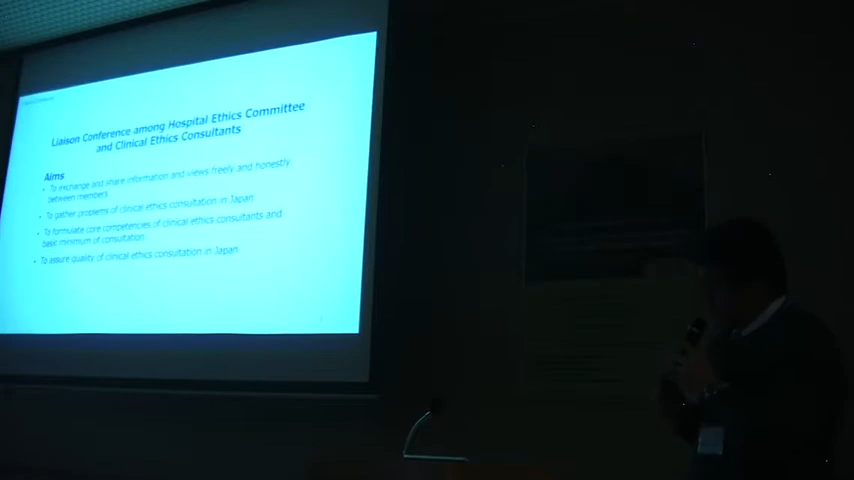 Liaison Conference among Hospital Ethics Committee
and Clinical Ethics Consultants
Aims
• To exchange and share information and views freely and honestly
between members
• To gather problems of clinical ethics consultation in Japan
• To formulate core competencies of clinical ethics consultants and
basic minimum of consultation
• To assure quality of clinical ethics consultation in Japan